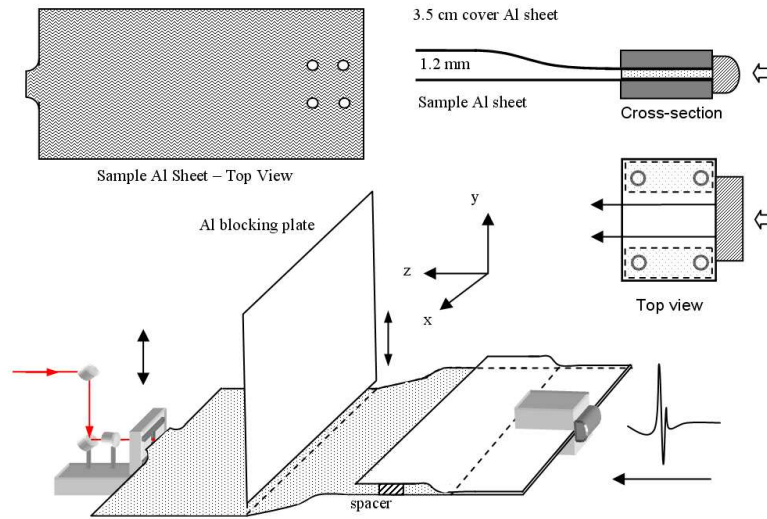 3.5 cm cover Al sheet
1.2 mm
Sample Al sheet
Cross-section
Sample Al Sheet – Top View
Al blocking plate
y
z
x
Top view
spacer